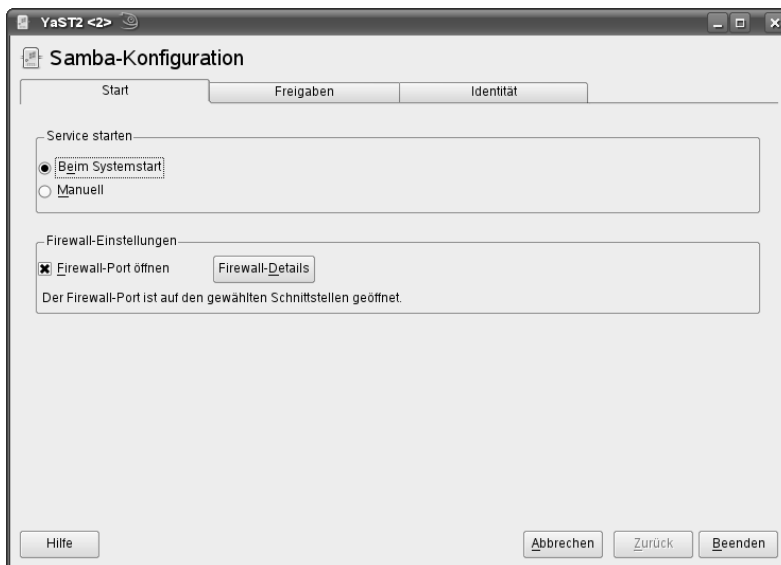 YaST2 <2>
Samba-Konfiguration
Start Freigaben Identität
Service starten
Beim Systemstart
Manuell
Firewall-Einstellungen
Firewall-Port öffnen Firewall-Details
Der Firewall-Port ist auf den gewählten Schnittstellen geöffnet.
Hilfe Abbrechen Zurück Beenden